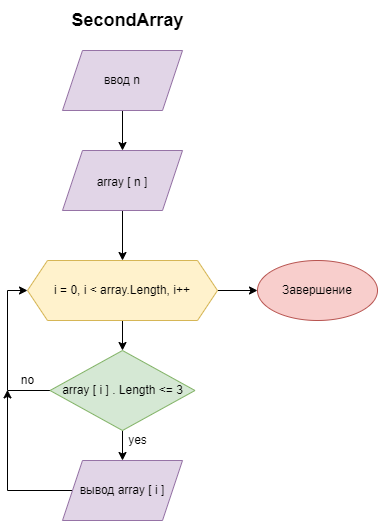 SecondArray
ввод n
array [ n ]
i = 0, i < array.Length, i++
Завершение
array [ i ] . Length <= 3
no
yes
вывод array [ i ]